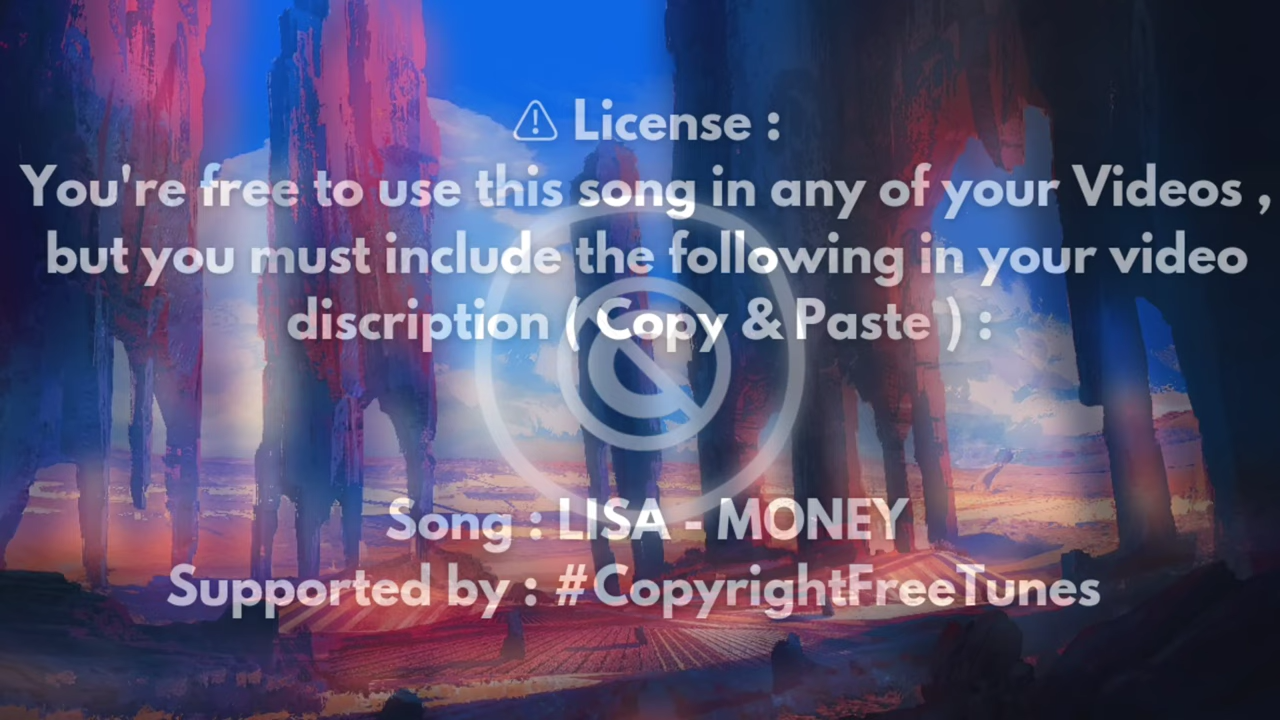 ⚠ License :
You're free to use this song in any of your Videos ,
but you must include the following in your video
discription ( Copy & Paste ) :
Song : LISA - MONEY
Supported by : #CopyrightFreeTunes